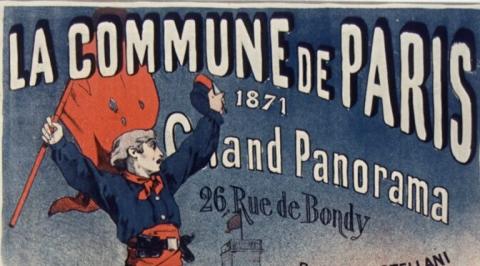 LA COMMUNE DE PARIS
1871
Grand Panorama
26, Rue de Bondy